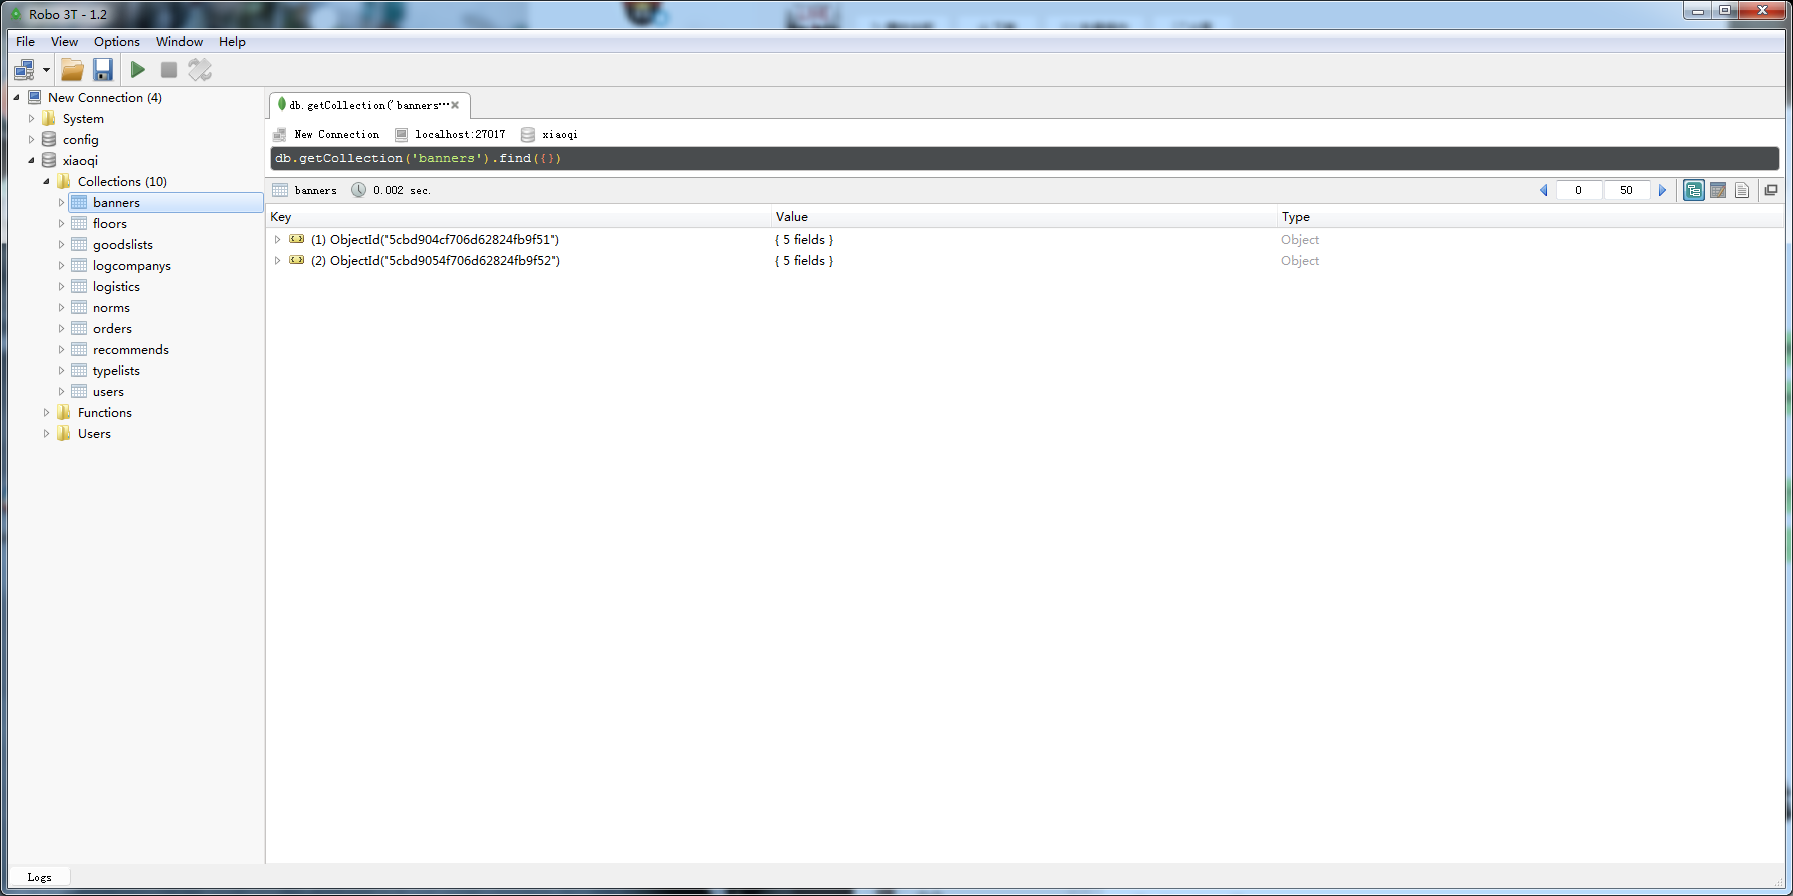 Robo 3T - 1.2
File View Options Window Help
New Connection (4)
System
config
xiaoqi
Collections (10)
banners
floors
goodslists
logcompanys
logistics
norms
orders
recommends
typelists
users
Functions
Users
db.getCollection('banners…
New Connection localhost:27017 xiaoqi
db.getCollection('banners').find({})
banners 0.002 sec. 0 50
Key Value Type
(1) ObjectId("5cbd904cf706d62824fb9f51") { 5 fields } Object
(2) ObjectId("5cbd9054f706d62824fb9f52") { 5 fields } Object
Logs